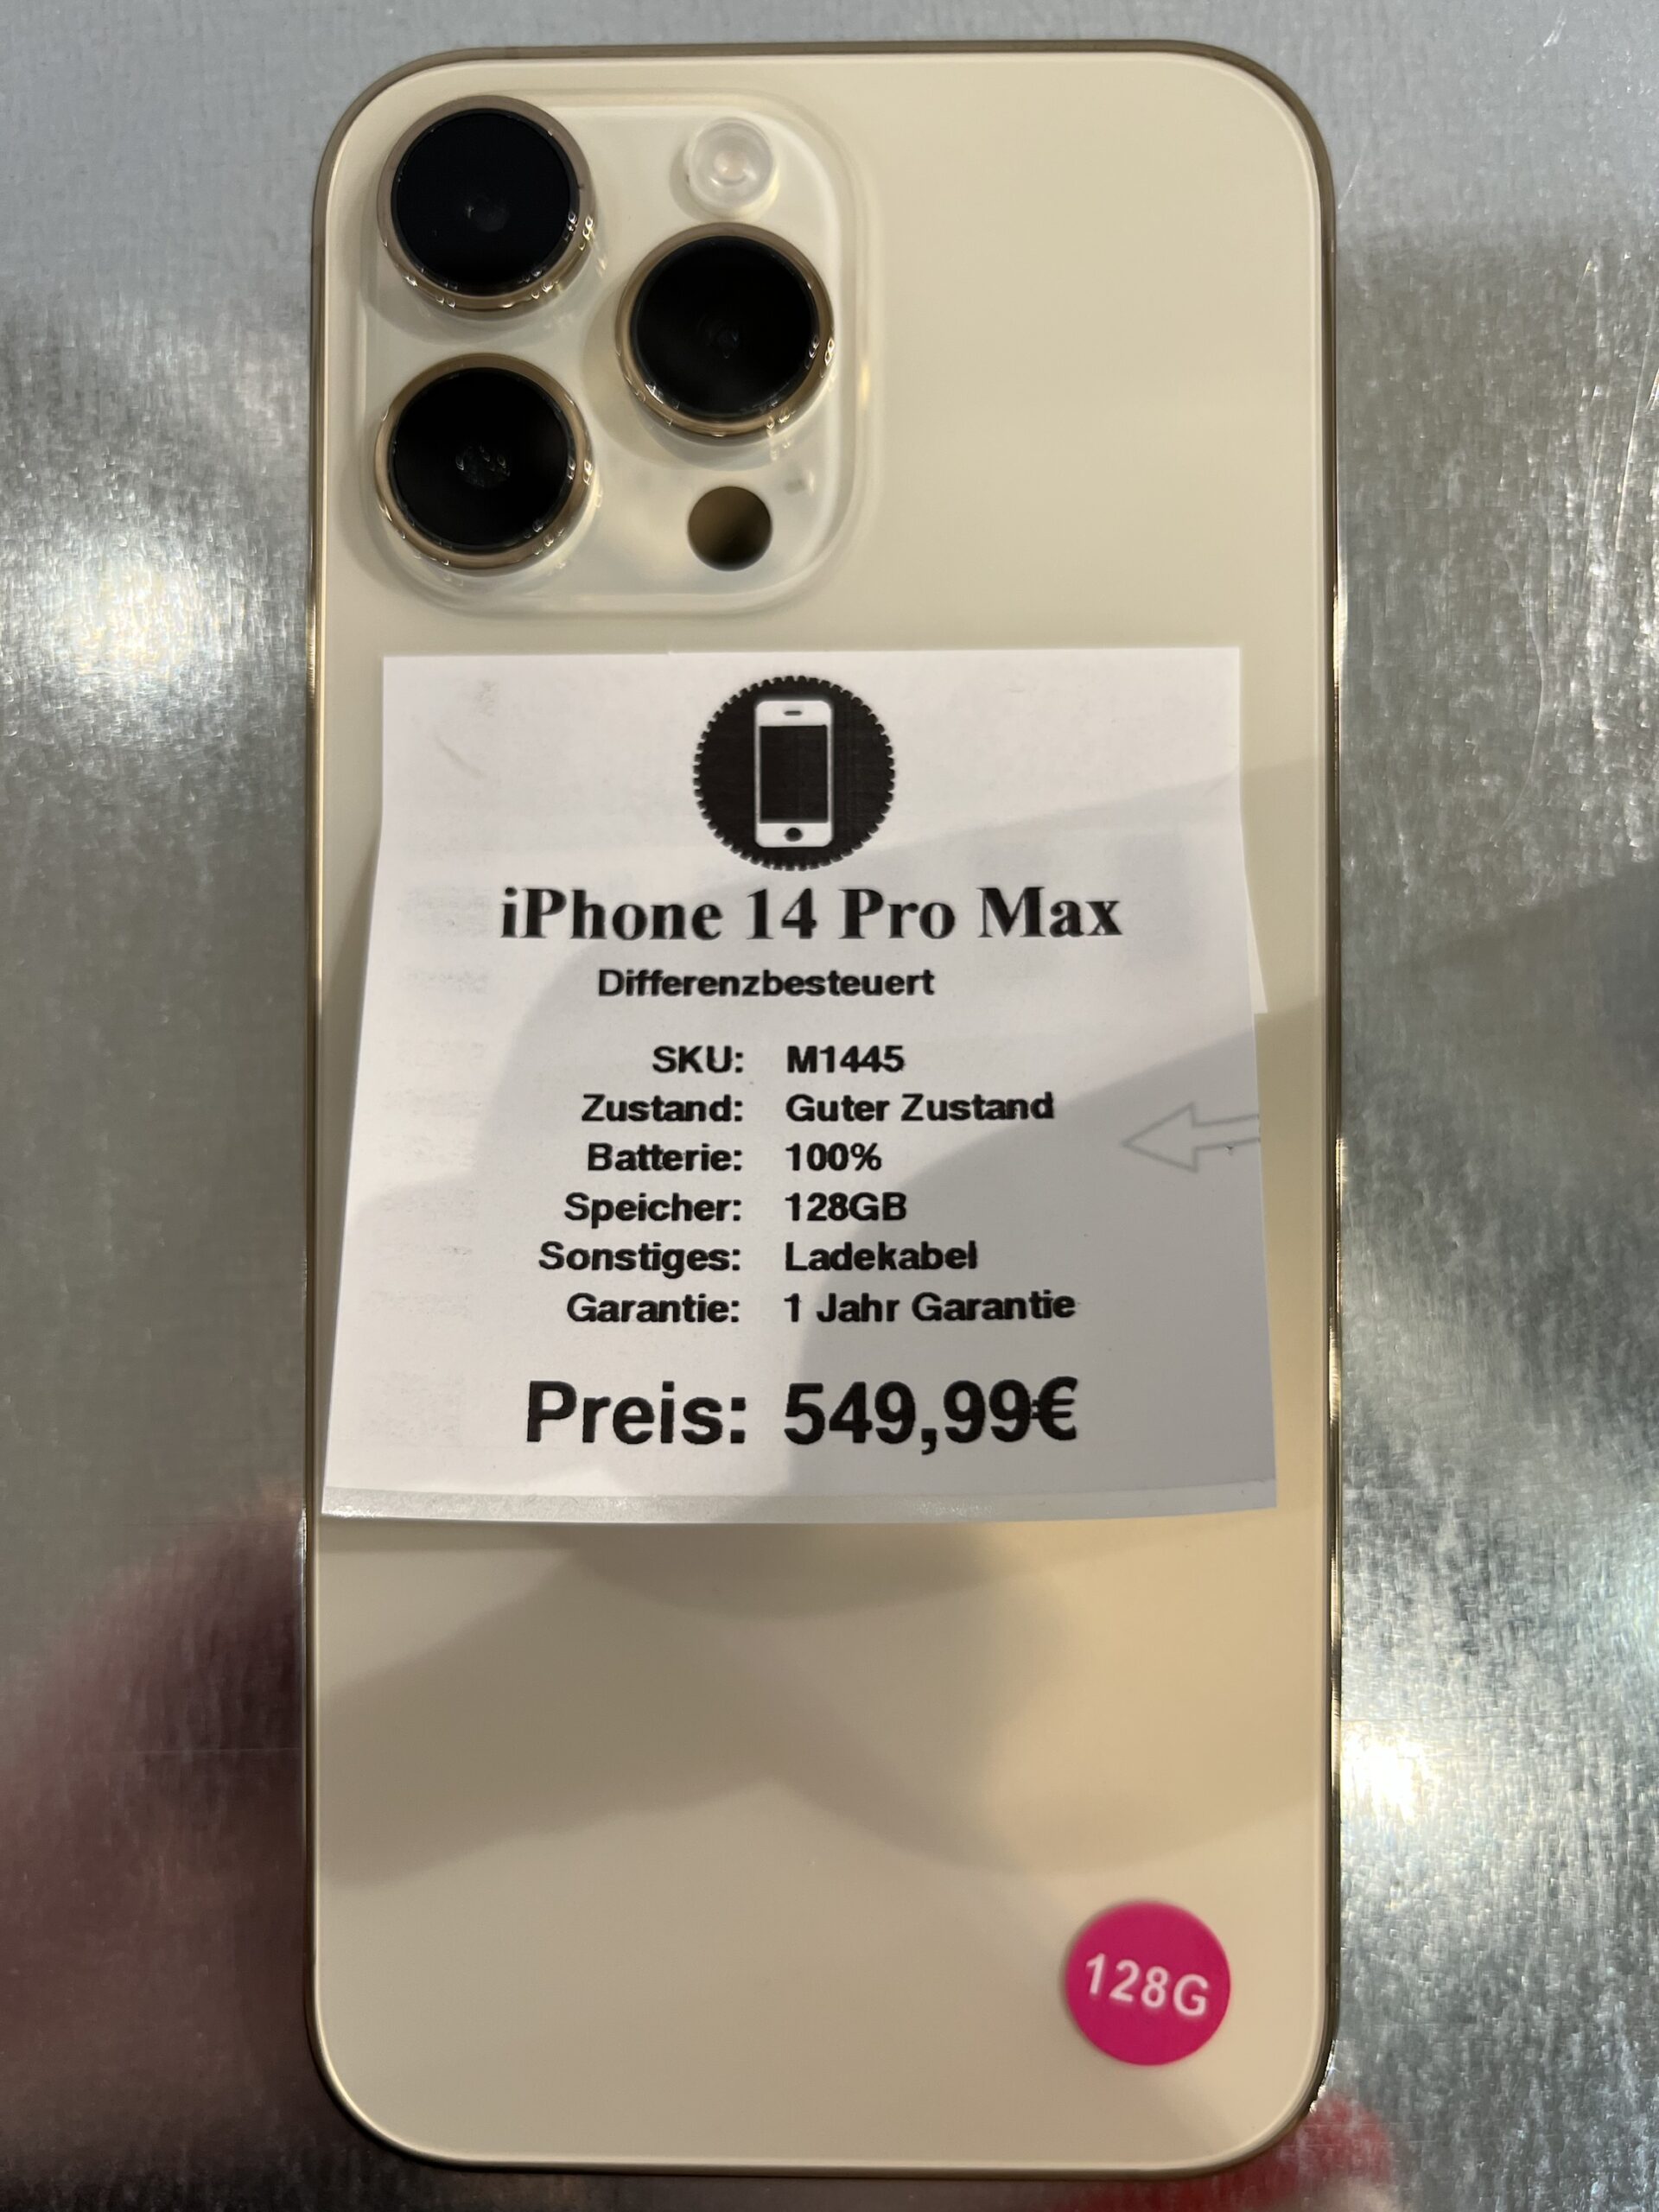 iPhone 14 Pro Max
Differenzbesteuert
SKU: M1445
Zustand: Guter Zustand
Batterie: 100%
Speicher: 128GB
Sonstiges: Ladekabel
Garantie: 1 Jahr Garantie
Preis: 549,99€
128G